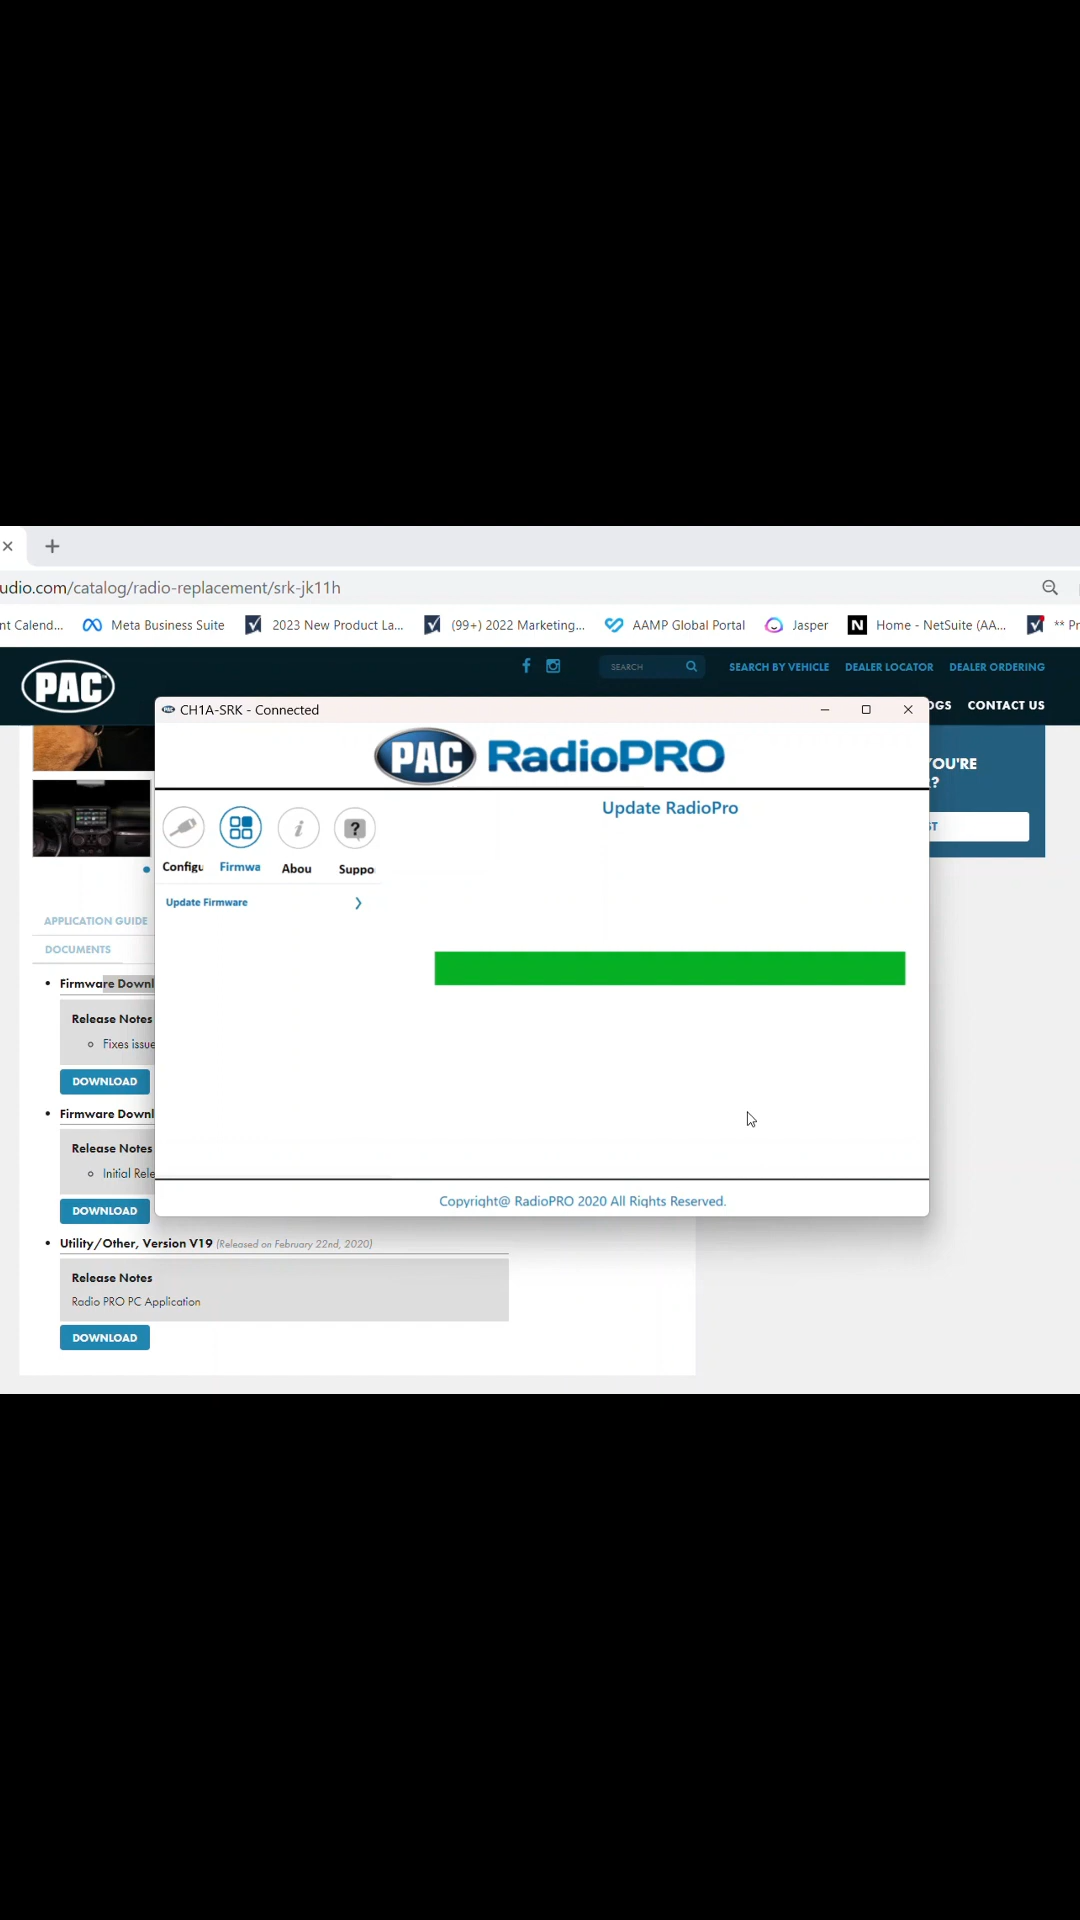 udio.com/catalog/radio-replacement/srk-jk11h
nt Calend... Meta Business Suite 2023 New Product La... (99+) 2022 Marketing... AAMP Global Portal Jasper N Home - NetSuite (AA... ** Pr
PAC
SEARCH
SEARCH BY VEHICLE DEALER LOCATOR DEALER ORDERING
OGS CONTACT US
PAC CH1A-SRK - Connected
PAC RadioPRO
YOU'RE
?
ST
Update RadioPro
Configu Firmwa Abou Suppo
Update Firmware
APPLICATION GUIDE
DOCUMENTS
Firmware Downl
Release Notes
Fixes issue
DOWNLOAD
Firmware Downl
Release Notes
Initial Rele
DOWNLOAD
Copyright@ RadioPRO 2020 All Rights Reserved.
Utility/Other, Version V19 (Released on February 22nd, 2020)
Release Notes
Radio PRO PC Application
DOWNLOAD